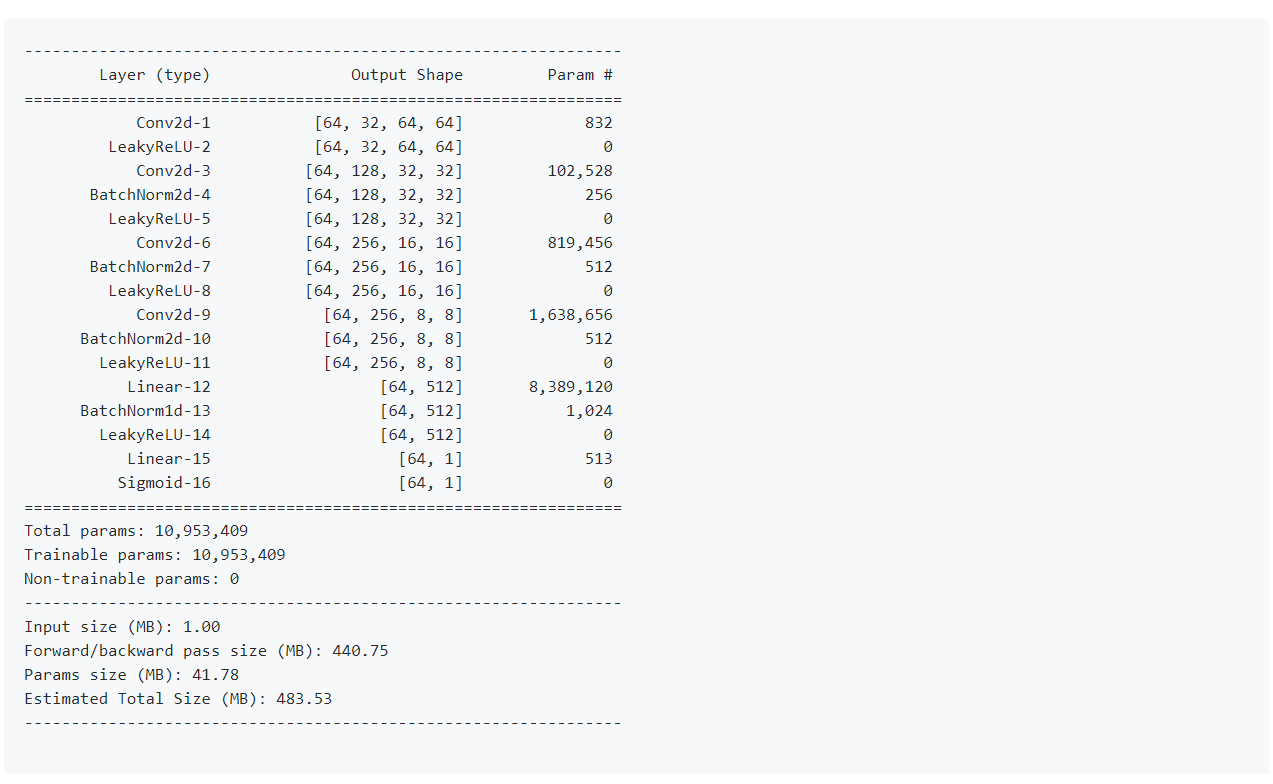 ----------------------------------------------------------------
        Layer (type)               Output Shape         Param #
================================================================
            Conv2d-1           [64, 32, 64, 64]             832
         LeakyReLU-2           [64, 32, 64, 64]               0
            Conv2d-3          [64, 128, 32, 32]         102,528
       BatchNorm2d-4          [64, 128, 32, 32]             256
         LeakyReLU-5          [64, 128, 32, 32]               0
            Conv2d-6          [64, 256, 16, 16]         819,456
       BatchNorm2d-7          [64, 256, 16, 16]             512
         LeakyReLU-8          [64, 256, 16, 16]               0
            Conv2d-9            [64, 256, 8, 8]       1,638,656
      BatchNorm2d-10            [64, 256, 8, 8]             512
        LeakyReLU-11            [64, 256, 8, 8]               0
           Linear-12                  [64, 512]       8,389,120
      BatchNorm1d-13                  [64, 512]           1,024
        LeakyReLU-14                  [64, 512]               0
           Linear-15                    [64, 1]             513
          Sigmoid-16                    [64, 1]               0
================================================================
Total params: 10,953,409
Trainable params: 10,953,409
Non-trainable params: 0
----------------------------------------------------------------
Input size (MB): 1.00
Forward/backward pass size (MB): 440.75
Params size (MB): 41.78
Estimated Total Size (MB): 483.53
----------------------------------------------------------------